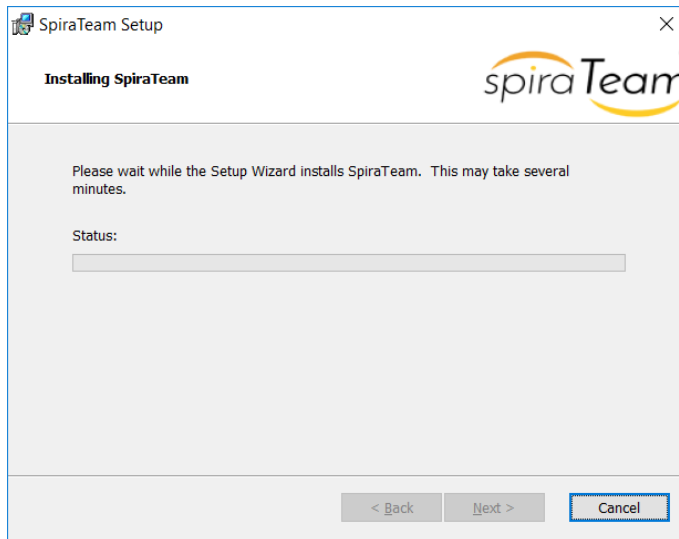 SpiraTeam Setup
Installing SpiraTeam
spiraTeam
Please wait while the Setup Wizard installs SpiraTeam.  This may take several
minutes.
Status:
< Back
Next >
Cancel